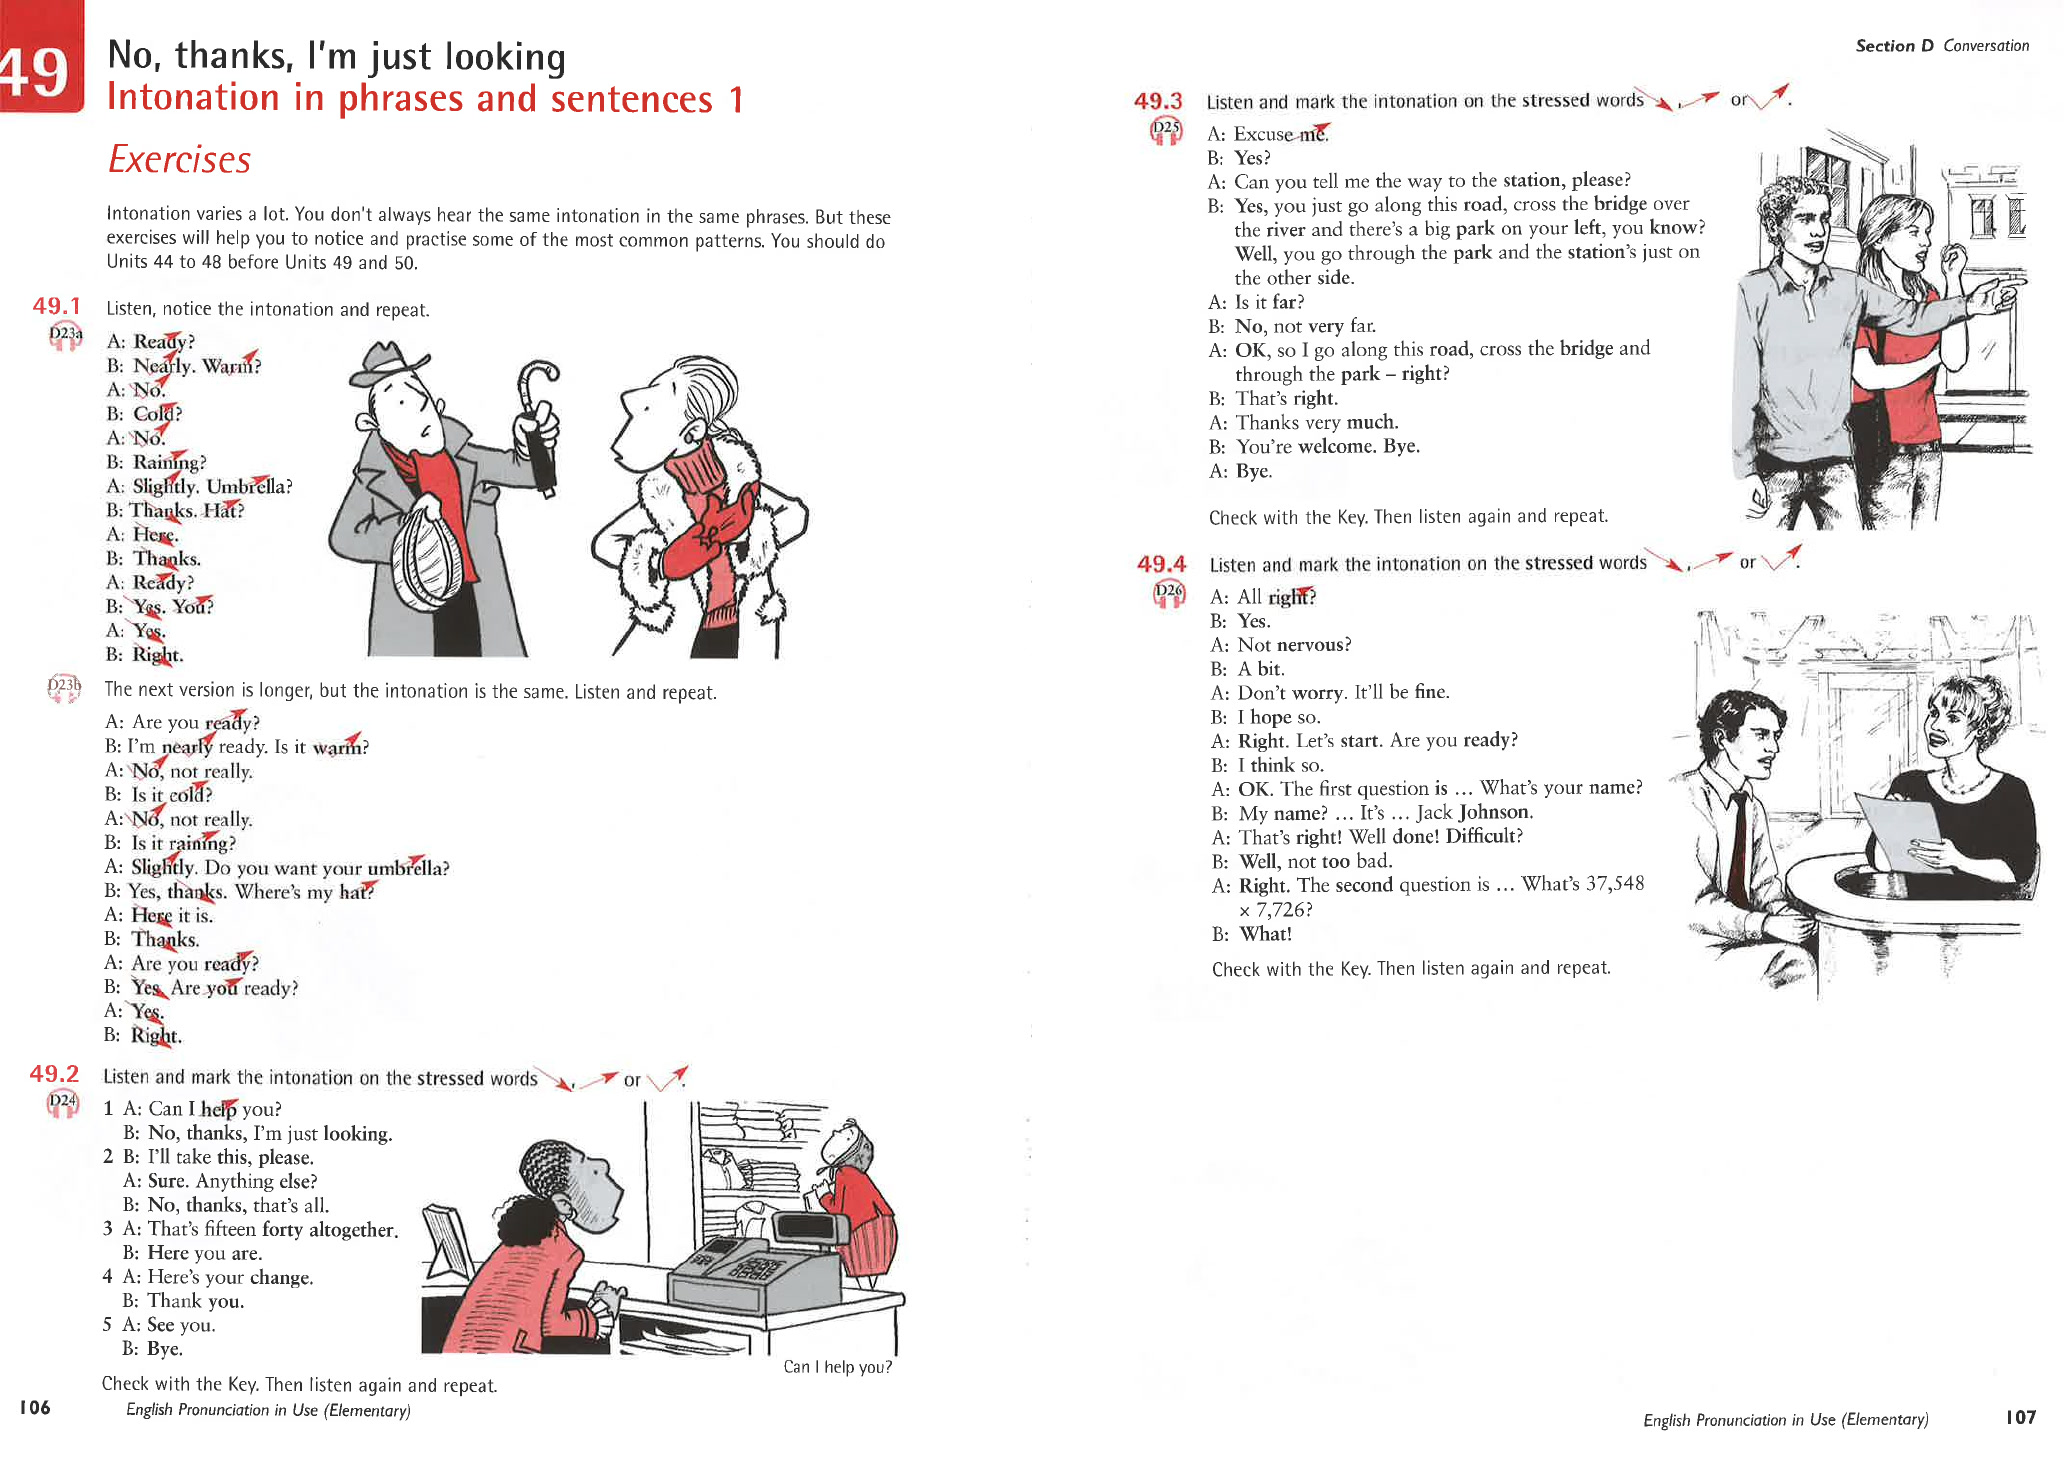 49
No, thanks, I'm just looking
Intonation in phrases and sentences 1
Exercises
Intonation varies a lot. You don't always hear the same intonation in the same phrases. But these
exercises will help you to notice and practise some of the most common patterns. You should do
Units 44 to 48 before Units 49 and 50.
49.1 Listen, notice the intonation and repeat.
D23a
A: Ready?
B: Nearly. Warm?
A: No.
B: Cold?
A: No.
B: Raining?
A: Slightly. Umbrella?
B: Thanks. Hat?
A: Here.
B: Thanks.
A: Ready?
B: Yes. You?
A: Yes.
B: Right.
D23b The next version is longer, but the intonation is the same. Listen and repeat.
A: Are you ready?
B: I'm nearly ready. Is it warm?
A: No, not really.
B: Is it cold?
A: No, not really.
B: Is it raining?
A: Slightly. Do you want your umbrella?
B: Yes, thanks. Where's my hat?
A: Here it is.
B: Thanks.
A: Are you ready?
B: Yes. Are you ready?
A: Yes.
B: Right.
49.2 Listen and mark the intonation on the stressed words , or .
D24
1 A: Can I help you?
B: No, thanks, I'm just looking.
2 B: I'll take this, please.
A: Sure. Anything else?
B: No, thanks, that's all.
3 A: That's fifteen forty altogether.
B: Here you are.
4 A: Here's your change.
B: Thank you.
5 A: See you.
B: Bye.
Can I help you?
Check with the Key. Then listen again and repeat.
106 English Pronunciation in Use (Elementary)
Section D Conversation
49.3 Listen and mark the intonation on the stressed words , or .
D25
A: Excuse me.
B: Yes?
A: Can you tell me the way to the station, please?
B: Yes, you just go along this road, cross the bridge over
the river and there's a big park on your left, you know?
Well, you go through the park and the station's just on
the other side.
A: Is it far?
B: No, not very far.
A: OK, so I go along this road, cross the bridge and
through the park – right?
B: That's right.
A: Thanks very much.
B: You're welcome. Bye.
A: Bye.
Check with the Key. Then listen again and repeat.
49.4 Listen and mark the intonation on the stressed words , or .
D26
A: All right?
B: Yes.
A: Not nervous?
B: A bit.
A: Don't worry. It'll be fine.
B: I hope so.
A: Right. Let's start. Are you ready?
B: I think so.
A: OK. The first question is ... What's your name?
B: My name? ... It's ... Jack Johnson.
A: That's right! Well done! Difficult?
B: Well, not too bad.
A: Right. The second question is ... What's 37,548
x 7,726?
B: What!
Check with the Key. Then listen again and repeat.
English Pronunciation in Use (Elementary) 107